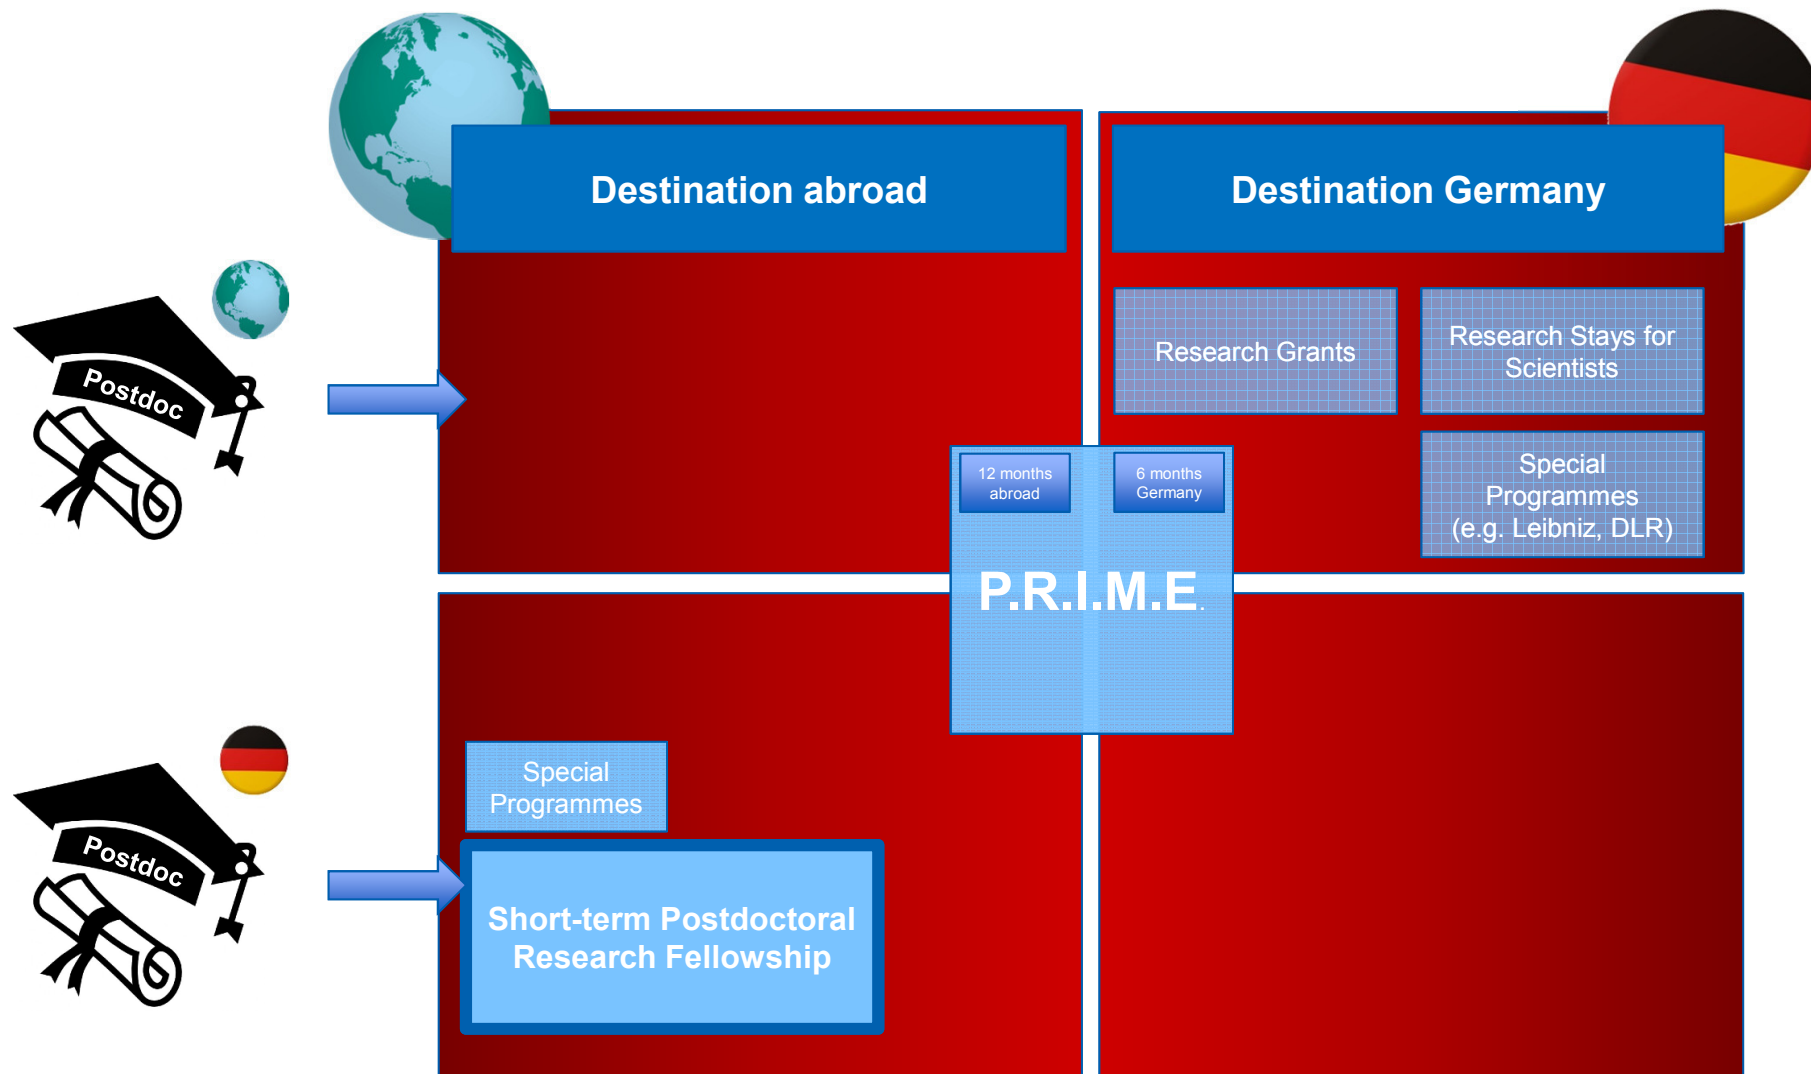 Destination abroad
Destination Germany
Postdoc
Research Grants
Research Stays for
Scientists
Special
Programmes
(e.g. Leibniz, DLR)
12 months
abroad
6 months
Germany
P.R.I.M.E.
Postdoc
Special
Programmes
Short-term Postdoctoral
Research Fellowship